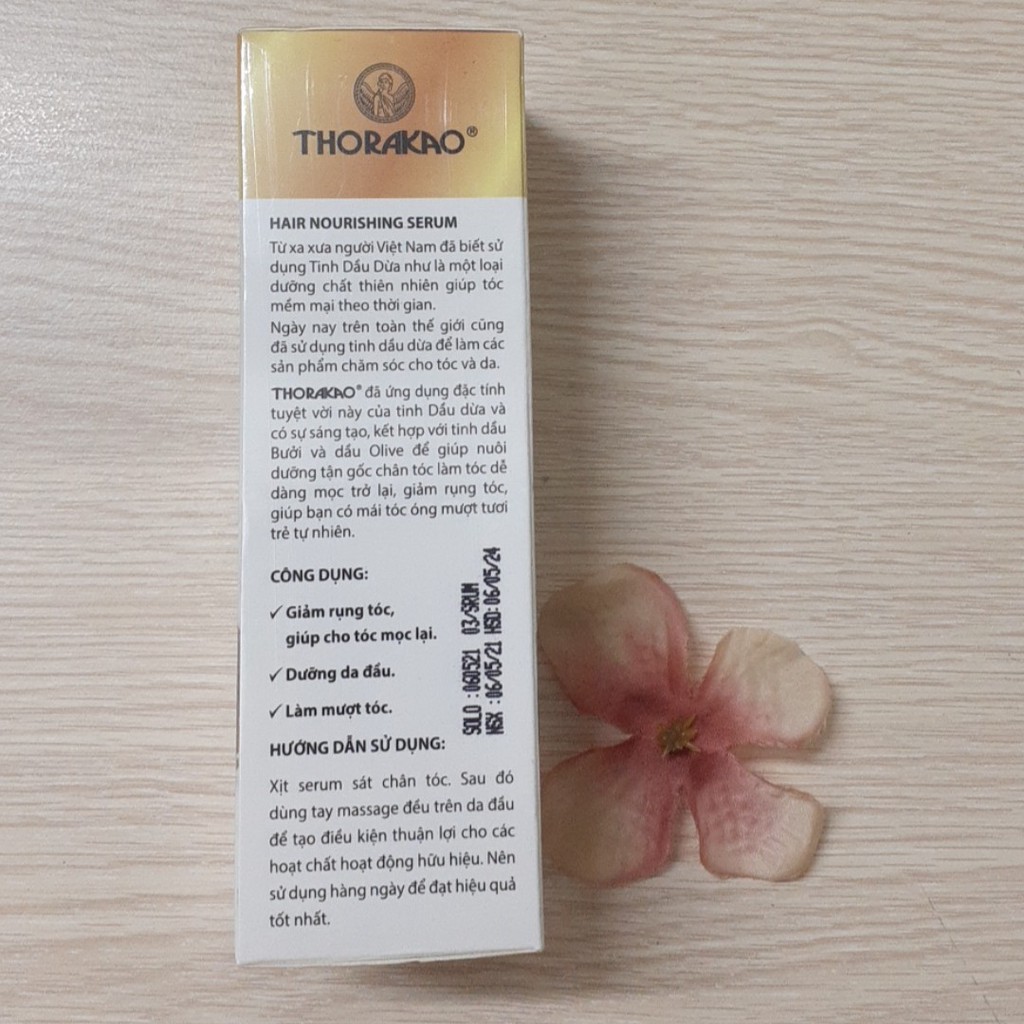 THORAKAO®
HAIR NOURISHING SERUM
Từ xa xưa người Việt Nam đã biết sử
dụng Tinh Dầu Dừa như là một loại
dưỡng chất thiên nhiên giúp tóc
mềm mại theo thời gian.
Ngày nay trên toàn thế giới cũng
đã sử dụng tinh dầu dừa để làm các
sản phẩm chăm sóc cho tóc và da.
THORAKAO® đã ứng dụng đặc tính
tuyệt vời này của tinh Dầu dừa và
có sự sáng tạo, kết hợp với tinh dầu
Bưởi và dầu Olive để giúp nuôi
dưỡng tận gốc chân tóc làm tóc dễ
dàng mọc trở lại, giảm rụng tóc,
giúp bạn có mái tóc óng mượt tươi
trẻ tự nhiên.
CÔNG DỤNG:
✓ Giảm rụng tóc,
giúp cho tóc mọc lại.
✓ Dưỡng da đầu.
✓ Làm mượt tóc.
SOLO : 060521 03/SRUM
NSX : 06/05/21 HSD: 06/05/24
HƯỚNG DẪN SỬ DỤNG:
Xịt serum sát chân tóc. Sau đó
dùng tay massage đều trên da đầu
để tạo điều kiện thuận lợi cho các
hoạt chất hoạt động hữu hiệu. Nên
sử dụng hàng ngày để đạt hiệu quả
tốt nhất.